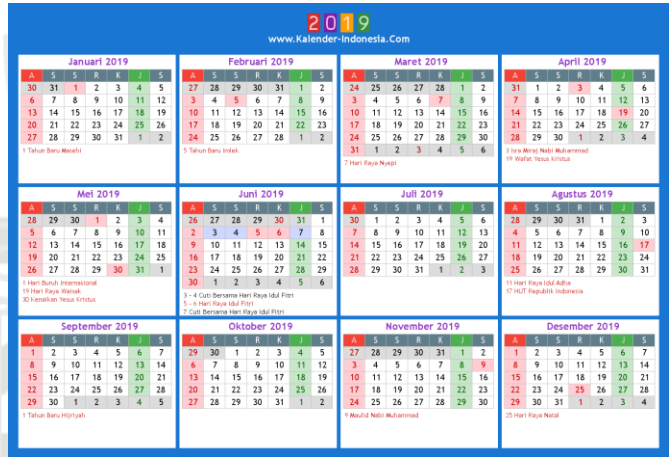 2019
www.Kalender-Indonesia.Com
Januari 2019
A S S R K J S
30 31 1 2 3 4 5
6 7 8 9 10 11 12
13 14 15 16 17 18 19
20 21 22 23 24 25 26
27 28 29 30 31 1 2
1 Tahun Baru Masehi
Februari 2019
A S S R K J S
27 28 29 30 31 1 2
3 4 5 6 7 8 9
10 11 12 13 14 15 16
17 18 19 20 21 22 23
24 25 26 27 28 1 2
5 Tahun Baru Imlek
Maret 2019
A S S R K J S
24 25 26 27 28 1 2
3 4 5 6 7 8 9
10 11 12 13 14 15 16
17 18 19 20 21 22 23
24 25 26 27 28 29 30
31 1 2 3 4 5 6
7 Hari Raya Nyepi
April 2019
A S S R K J S
31 1 2 3 4 5 6
7 8 9 10 11 12 13
14 15 16 17 18 19 20
21 22 23 24 25 26 27
28 29 30 1 2 3 4
3 Isra Miraj Nabi Muhammad
19 Wafat Yesus Kristus
Mei 2019
A S S R K J S
28 29 30 1 2 3 4
5 6 7 8 9 10 11
12 13 14 15 16 17 18
19 20 21 22 23 24 25
26 27 28 29 30 31 1
1 Hari Buruh Internasional
19 Hari Raya Waisak
30 Kenaikan Yesus Kristus
Juni 2019
A S S R K J S
26 27 28 29 30 31 1
2 3 4 5 6 7 8
9 10 11 12 13 14 15
16 17 18 19 20 21 22
23 24 25 26 27 28 29
30 1 2 3 4 5 6
3 - 4 Cuti Bersama Hari Raya Idul Fitri
5 - 6 Hari Raya Idul Fitri
7 Cuti Bersama Hari Raya Idul Fitri
Juli 2019
A S S R K J S
30 1 2 3 4 5 6
7 8 9 10 11 12 13
14 15 16 17 18 19 20
21 22 23 24 25 26 27
28 29 30 31 1 2 3
Agustus 2019
A S S R K J S
28 29 30 31 1 2 3
4 5 6 7 8 9 10
11 12 13 14 15 16 17
18 19 20 21 22 23 24
25 26 27 28 29 30 31
11 Hari Raya Idul Adha
17 HUT Republik Indonesia
September 2019
A S S R K J S
1 2 3 4 5 6 7
8 9 10 11 12 13 14
15 16 17 18 19 20 21
22 23 24 25 26 27 28
29 30 1 2 3 4 5
1 Tahun Baru Hijriyah
Oktober 2019
A S S R K J S
29 30 1 2 3 4 5
6 7 8 9 10 11 12
13 14 15 16 17 18 19
20 21 22 23 24 25 26
27 28 29 30 31 1 2
November 2019
A S S R K J S
27 28 29 30 31 1 2
3 4 5 6 7 8 9
10 11 12 13 14 15 16
17 18 19 20 21 22 23
24 25 26 27 28 29 30
9 Maulid Nabi Muhammad
Desember 2019
A S S R K J S
1 2 3 4 5 6 7
8 9 10 11 12 13 14
15 16 17 18 19 20 21
22 23 24 25 26 27 28
29 30 31 1 2 3 4
25 Hari Raya Natal